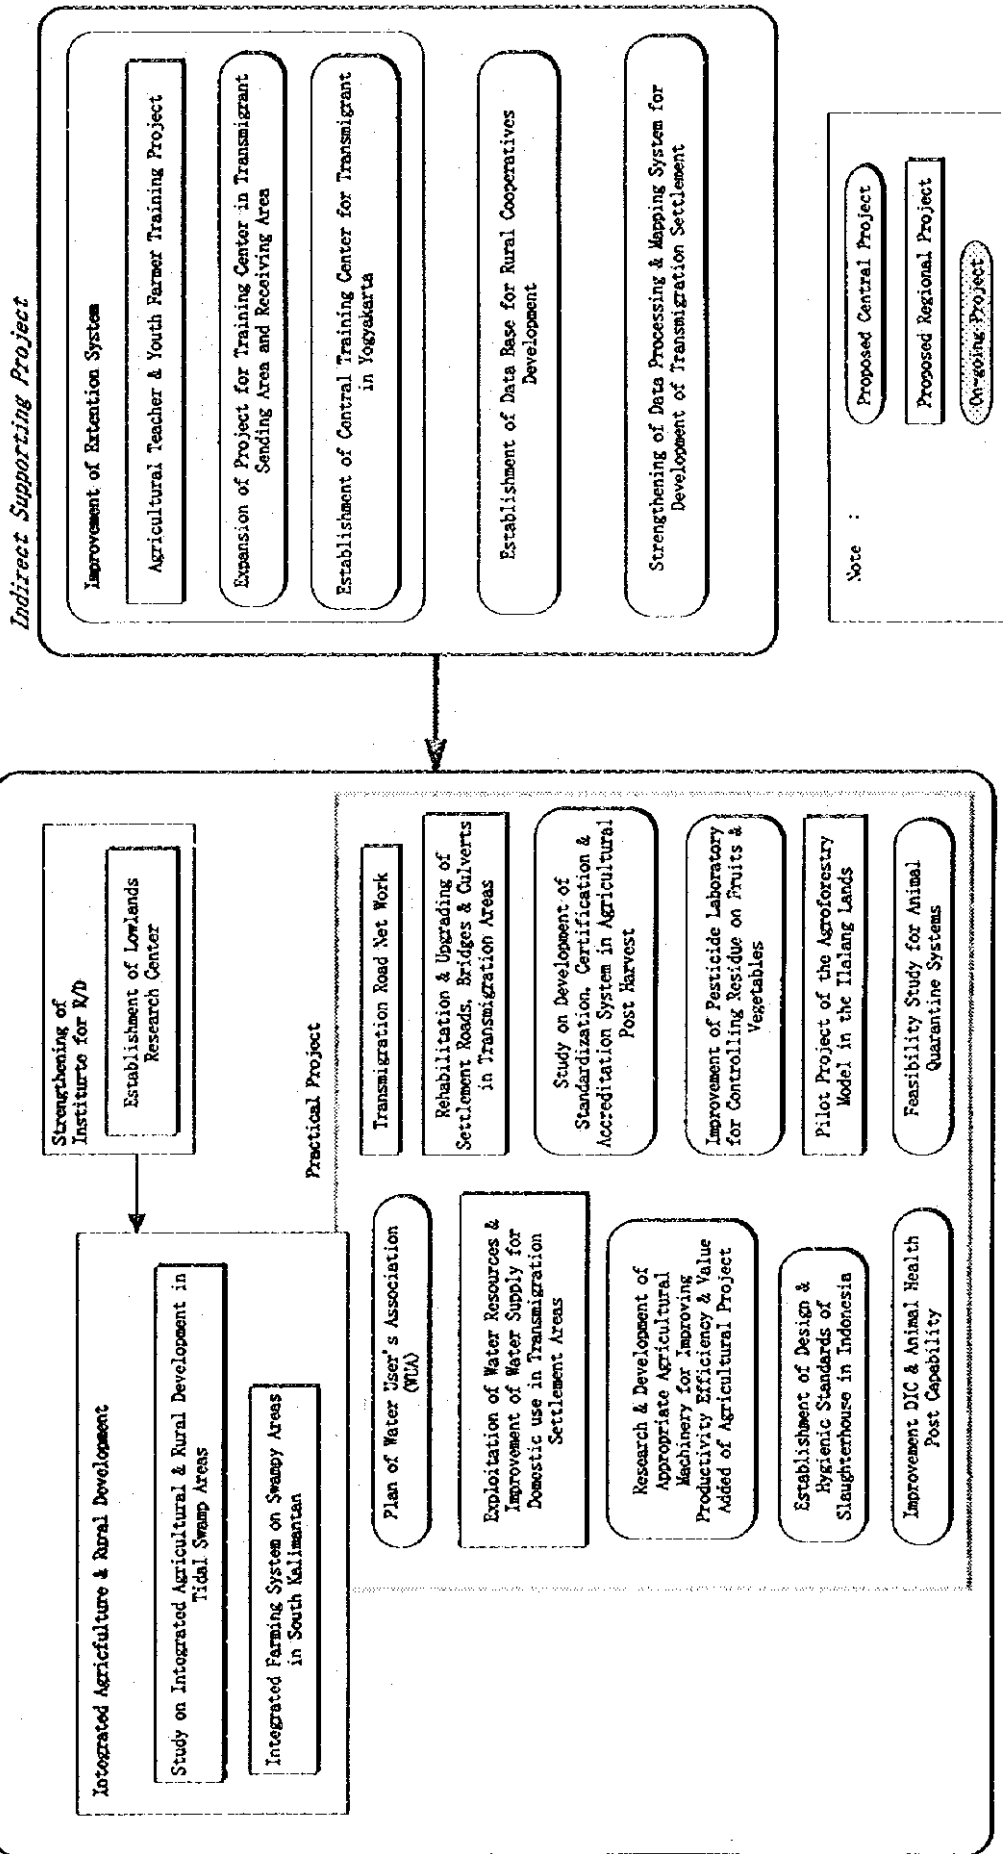 Integrated Agricfulture & Rural Development
Study on Integrated Agricultural & Rural Development in
Tidal Swamp Areas
Integrated Farming System on Swampy Areas
in South Kalimantan
Strengthening of
Institurte for R/D
Establishment of Lowlands
Research Center
Practical Project
Plan of Water User's Association
(WUA)
Exploitation of Water Resources &
Improvement of Water Supply for
Domestic use in Transmigration
Settlement Areas
Research & Development of
Appropriate Agricultural
Machinery for Improving
Productivity Efficiency & Value
Added of Agricultural Project
Establishment of Design &
Hygienic Standards of
Slaughterhouse in Indonesia
Improvement DIC & Animal Health
Post Capability
Transmigration Road Net Work
Rehabilitation & Upgrading of
Settlement Roads, Bridges & Culverts
in Transmigration Areas
Study on Development of
Standardization, Certification &
Accreditation System in Agricultural
Post Harvest
Improvement of Pesticide Laboratory
for Controlling Residue on Fruits &
Vegetables
Pilot Project of the Agroforestry
Model in the Ilalang Lands
Feasibility Study for Animal
Quarantine Systems
Indirect Supporting Project
Improvement of Extention System
Agricultural Teacher & Youth Farmer Training Project
Expansion of Project for Training Center in Transmigrant
Sending Area and Receiving Area
Establishment of Contral Training Center for Transmigrant
in Yogyakarta
Establishment of Data Base for Rural Cooperatives
Development
Strengthening of Data Processing & Mapping System for
Development of Transmigration Settlement
Note :
Proposed Central Project
Proposed Regional Project
On-going Project